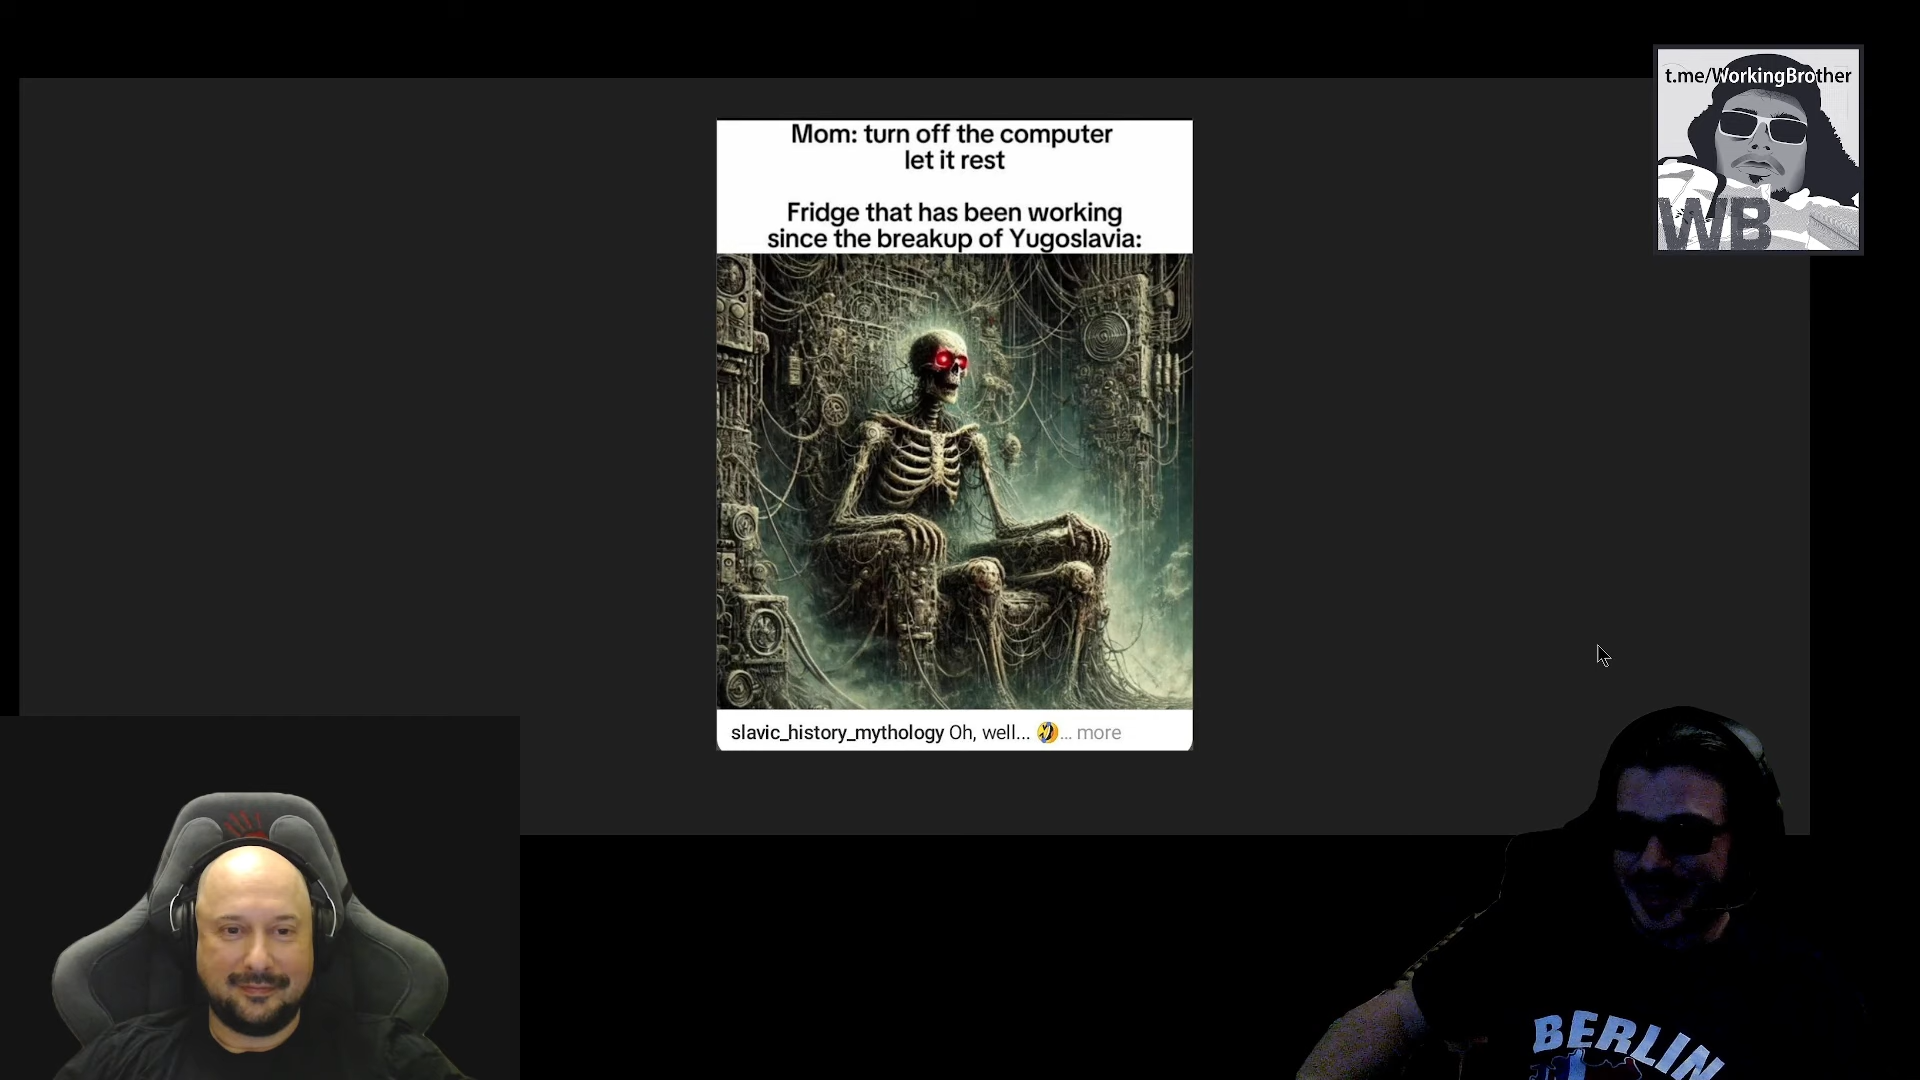 t.me/WorkingBrother
WB
Mom: turn off the computer
let it rest
Fridge that has been working
since the breakup of Yugoslavia:
slavic_history_mythology Oh, well... 🤣... more
BERLIN